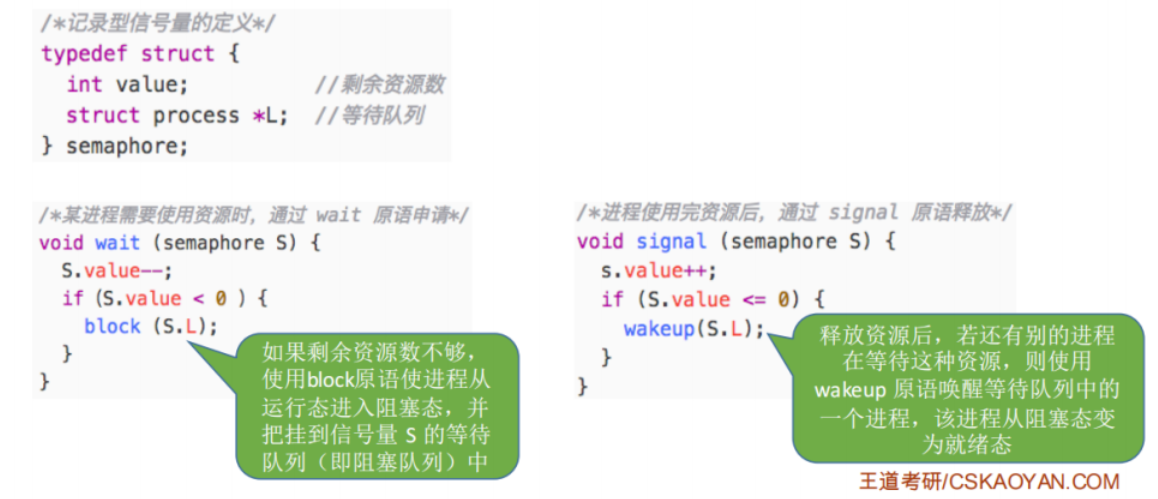 /*记录型信号量的定义*/
typedef struct {
  int value;          //剩余资源数
  struct process *L;  //等待队列
} semaphore;
/*某进程需要使用资源时，通过 wait 原语申请*/
void wait (semaphore S) {
  S.value--;
  if (S.value < 0 ) {
    block (S.L);
  }
}
如果剩余资源数不够，
使用block原语使进程从
运行态进入阻塞态，并
把挂到信号量 S 的等待
队列（即阻塞队列）中
/*进程使用完资源后，通过 signal 原语释放*/
void signal (semaphore S) {
  s.value++;
  if (S.value <= 0) {
    wakeup(S.L);
  }
}
释放资源后，若还有别的进程
在等待这种资源，则使用
wakeup 原语唤醒等待队列中的
一个进程，该进程从阻塞态变
为就绪态
王道考研/CSKAOYAN.COM